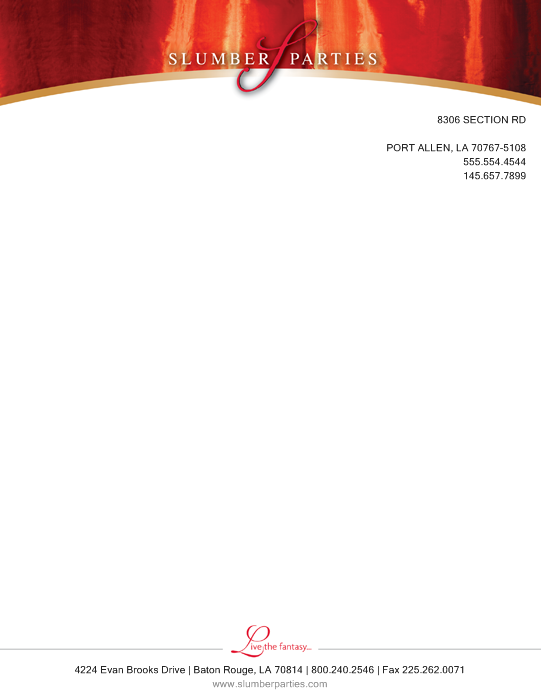 SLUMBER PARTIES
8306 SECTION RD
PORT ALLEN, LA 70767-5108
555.554.4544
145.657.7899
Live the fantasy...
4224 Evan Brooks Drive | Baton Rouge, LA 70814 | 800.240.2546 | Fax 225.262.0071
www.slumberparties.com